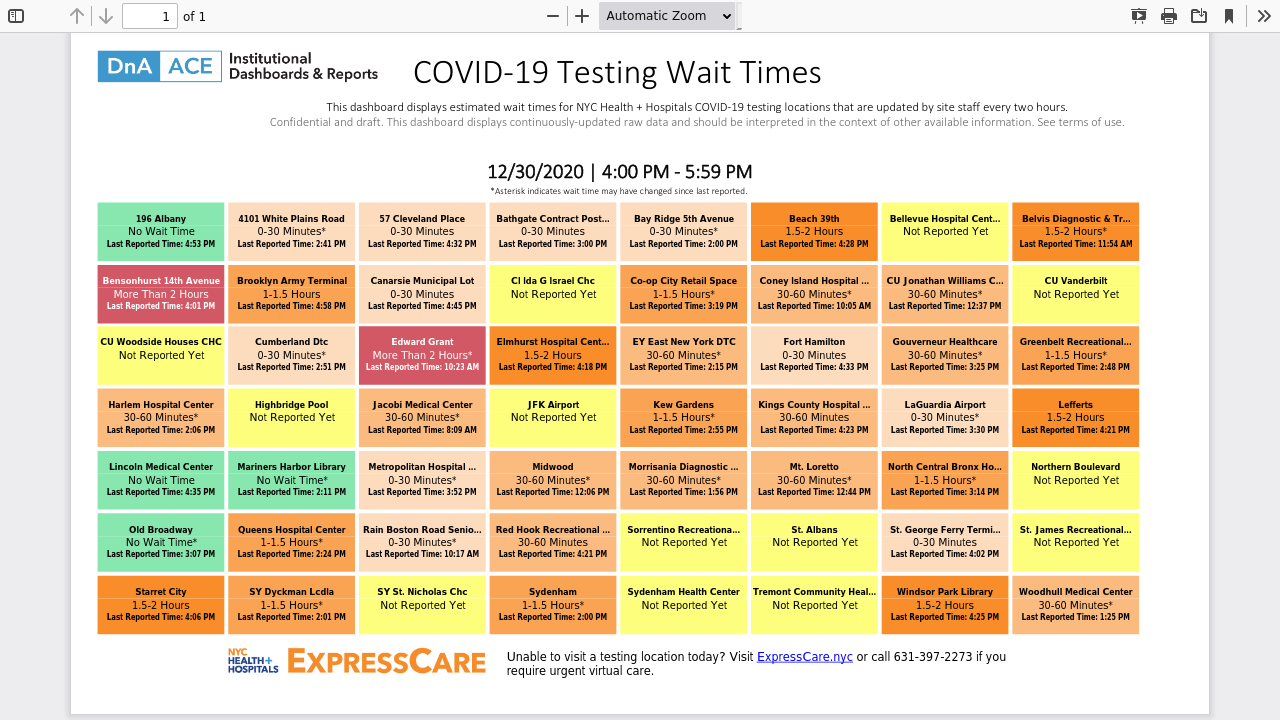 1 of 1
Automatic Zoom
DnA ACE Institutional Dashboards & Reports
COVID-19 Testing Wait Times
This dashboard displays estimated wait times for NYC Health + Hospitals COVID-19 testing locations that are updated by site staff every two hours.
Confidential and draft. This dashboard displays continuously-updated raw data and should be interpreted in the context of other available information. See terms of use.
12/30/2020 | 4:00 PM - 5:59 PM
*Asterisk indicates wait time may have changed since last reported.
196 Albany
No Wait Time
Last Reported Time: 4:53 PM
4101 White Plains Road
0-30 Minutes*
Last Reported Time: 2:41 PM
57 Cleveland Place
0-30 Minutes
Last Reported Time: 4:32 PM
Bathgate Contract Post...
0-30 Minutes
Last Reported Time: 3:00 PM
Bay Ridge 5th Avenue
0-30 Minutes*
Last Reported Time: 2:00 PM
Beach 39th
1.5-2 Hours
Last Reported Time: 4:28 PM
Bellevue Hospital Cent...
Not Reported Yet
Belvis Diagnostic & Tr...
1.5-2 Hours*
Last Reported Time: 11:54 AM
Bensonhurst 14th Avenue
More Than 2 Hours
Last Reported Time: 4:01 PM
Brooklyn Army Terminal
1-1.5 Hours
Last Reported Time: 4:58 PM
Canarsie Municipal Lot
0-30 Minutes
Last Reported Time: 4:45 PM
Cl Ida G Israel Chc
Not Reported Yet
Co-op City Retail Space
1-1.5 Hours*
Last Reported Time: 3:19 PM
Coney Island Hospital ...
30-60 Minutes*
Last Reported Time: 10:05 AM
CU Jonathan Williams C...
30-60 Minutes*
Last Reported Time: 12:37 PM
CU Vanderbilt
Not Reported Yet
CU Woodside Houses CHC
Not Reported Yet
Cumberland Dtc
0-30 Minutes*
Last Reported Time: 2:51 PM
Edward Grant
More Than 2 Hours*
Last Reported Time: 10:23 AM
Elmhurst Hospital Cent...
1.5-2 Hours
Last Reported Time: 4:18 PM
EY East New York DTC
30-60 Minutes*
Last Reported Time: 2:15 PM
Fort Hamilton
0-30 Minutes
Last Reported Time: 4:33 PM
Gouverneur Healthcare
30-60 Minutes*
Last Reported Time: 3:25 PM
Greenbelt Recreational...
1-1.5 Hours*
Last Reported Time: 2:48 PM
Harlem Hospital Center
30-60 Minutes*
Last Reported Time: 2:06 PM
Highbridge Pool
Not Reported Yet
Jacobi Medical Center
30-60 Minutes*
Last Reported Time: 8:09 AM
JFK Airport
Not Reported Yet
Kew Gardens
1-1.5 Hours*
Last Reported Time: 2:55 PM
Kings County Hospital ...
30-60 Minutes
Last Reported Time: 4:23 PM
LaGuardia Airport
0-30 Minutes*
Last Reported Time: 3:30 PM
Lefferts
1.5-2 Hours
Last Reported Time: 4:21 PM
Lincoln Medical Center
No Wait Time
Last Reported Time: 4:35 PM
Mariners Harbor Library
No Wait Time*
Last Reported Time: 2:11 PM
Metropolitan Hospital ...
0-30 Minutes*
Last Reported Time: 3:52 PM
Midwood
30-60 Minutes*
Last Reported Time: 12:06 PM
Morrisania Diagnostic ...
30-60 Minutes*
Last Reported Time: 1:56 PM
Mt. Loretto
30-60 Minutes*
Last Reported Time: 12:44 PM
North Central Bronx Ho...
1-1.5 Hours*
Last Reported Time: 3:14 PM
Northern Boulevard
Not Reported Yet
Old Broadway
No Wait Time*
Last Reported Time: 3:07 PM
Queens Hospital Center
1-1.5 Hours*
Last Reported Time: 2:24 PM
Rain Boston Road Senio...
0-30 Minutes*
Last Reported Time: 10:17 AM
Red Hook Recreational ...
30-60 Minutes
Last Reported Time: 4:21 PM
Sorrentino Recreationa...
Not Reported Yet
St. Albans
Not Reported Yet
St. George Ferry Termi...
0-30 Minutes
Last Reported Time: 4:02 PM
St. James Recreational...
Not Reported Yet
Starret City
1.5-2 Hours
Last Reported Time: 4:06 PM
SY Dyckman Lcdla
1-1.5 Hours*
Last Reported Time: 2:01 PM
SY St. Nicholas Chc
Not Reported Yet
Sydenham
1-1.5 Hours*
Last Reported Time: 2:00 PM
Sydenham Health Center
Not Reported Yet
Tremont Community Heal...
Not Reported Yet
Windsor Park Library
1.5-2 Hours
Last Reported Time: 4:25 PM
Woodhull Medical Center
30-60 Minutes*
Last Reported Time: 1:25 PM
NYC
HEALTH+
HOSPITALS
EXPRESSCARE
Unable to visit a testing location today? Visit ExpressCare.nyc or call 631-397-2273 if you
require urgent virtual care.